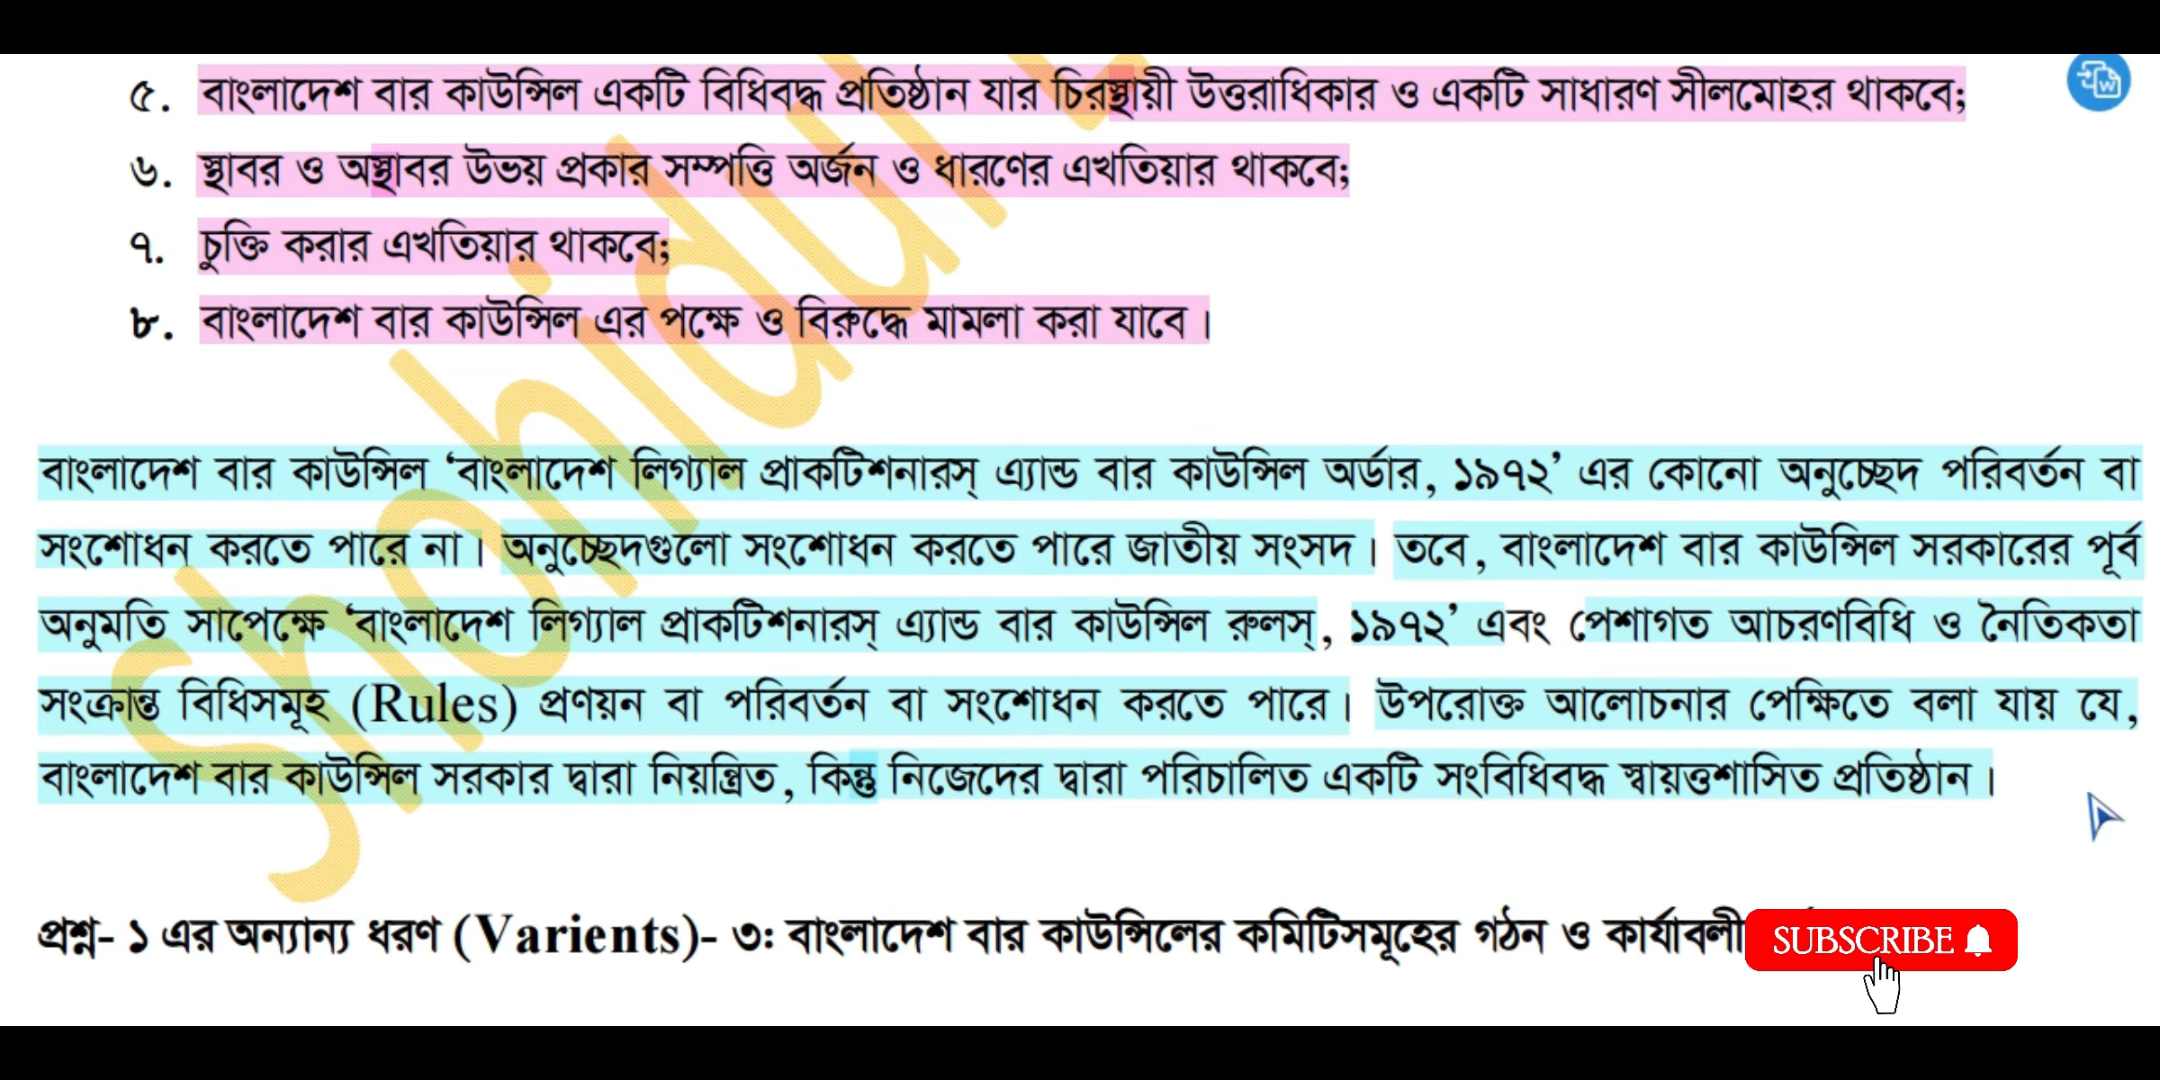 ৫. বাংলাদেশ বার কাউন্সিল একটি বিধিবদ্ধ প্রতিষ্ঠান যার চিরস্থায়ী উত্তরাধিকার ও একটি সাধারণ সীলমোহর থাকবে;
৬. স্থাবর ও অস্থাবর উভয় প্রকার সম্পত্তি অর্জন ও ধারণের এখতিয়ার থাকবে;
৭. চুক্তি করার এখতিয়ার থাকবে;
৮. বাংলাদেশ বার কাউন্সিল এর পক্ষে ও বিরুদ্ধে মামলা করা যাবে।
বাংলাদেশ বার কাউন্সিল ‘বাংলাদেশ লিগ্যাল প্রাকটিশনারস্ এ্যান্ড বার কাউন্সিল অর্ডার, ১৯৭২’ এর কোনো অনুচ্ছেদ পরিবর্তন বা
সংশোধন করতে পারে না। অনুচ্ছেদগুলো সংশোধন করতে পারে জাতীয় সংসদ। তবে, বাংলাদেশ বার কাউন্সিল সরকারের পূর্ব
অনুমতি সাপেক্ষে ‘বাংলাদেশ লিগ্যাল প্রাকটিশনারস্ এ্যান্ড বার কাউন্সিল রুলস্, ১৯৭২’ এবং পেশাগত আচরণবিধি ও নৈতিকতা
সংক্রান্ত বিধিসমূহ (Rules) প্রণয়ন বা পরিবর্তন বা সংশোধন করতে পারে। উপরোক্ত আলোচনার পেক্ষিতে বলা যায় যে,
বাংলাদেশ বার কাউন্সিল সরকার দ্বারা নিয়ন্ত্রিত, কিন্তু নিজেদের দ্বারা পরিচালিত একটি সংবিধিবদ্ধ স্বায়ত্তশাসিত প্রতিষ্ঠান।
প্রশ্ন- ১ এর অন্যান্য ধরণ (Varients)- ৩: বাংলাদেশ বার কাউন্সিলের কমিটিসমূহের গঠন ও কার্যাবলী
SUBSCRIBE